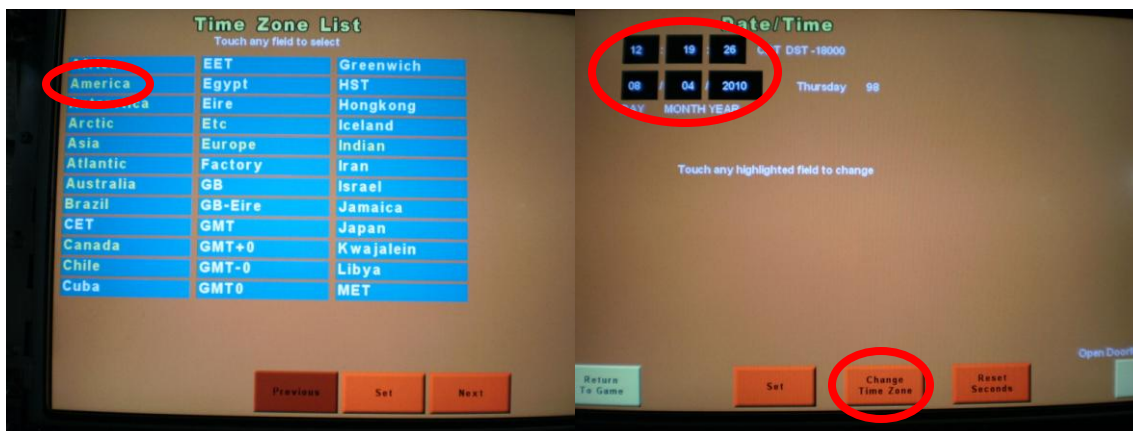 Time Zone List
Touch any field to select
EET Greenwich
America Egypt HST
Eire Hongkong
Arctic Etc Iceland
Asia Europe Indian
Atlantic Factory Iran
Australia GB Israel
Brazil GB-Eire Jamaica
CET GMT Japan
Canada GMT+0 Kwajalein
Chile GMT-0 Libya
Cuba GMT0 MET
Previous Set Next
Date/Time
12 : 19 : 26 DST -18000
08 / 04 / 2010 Thursday 98
MONTH YEAR
Touch any highlighted field to change
Open Door
Return To Game
Set
Change Time Zone
Reset Seconds